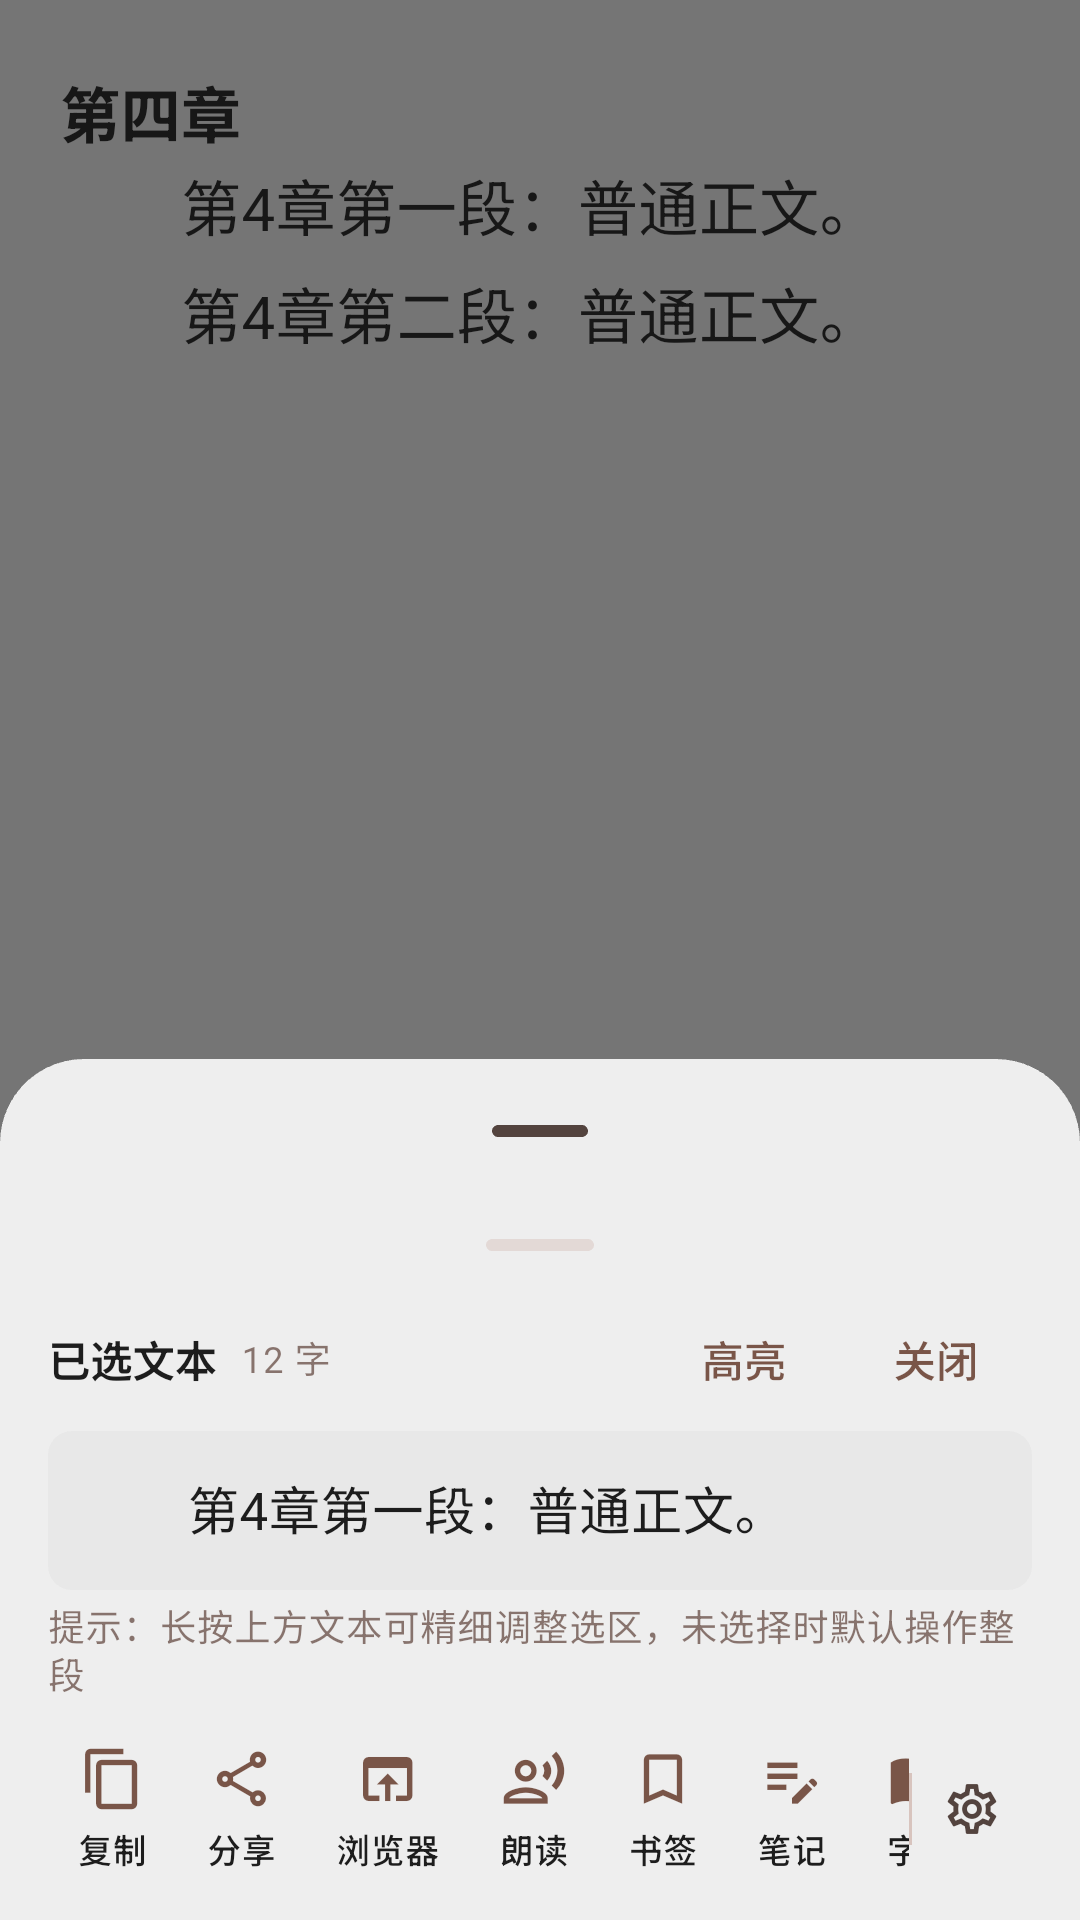 第四章
第4章第一段：普通正文。
第4章第二段：普通正文。
已选文本 12 字 高亮 关闭
第4章第一段：普通正文。
提示：长按上方文本可精细调整选区，未选择时默认操作整
段
复制 分享 浏览器 朗读 书签 笔记